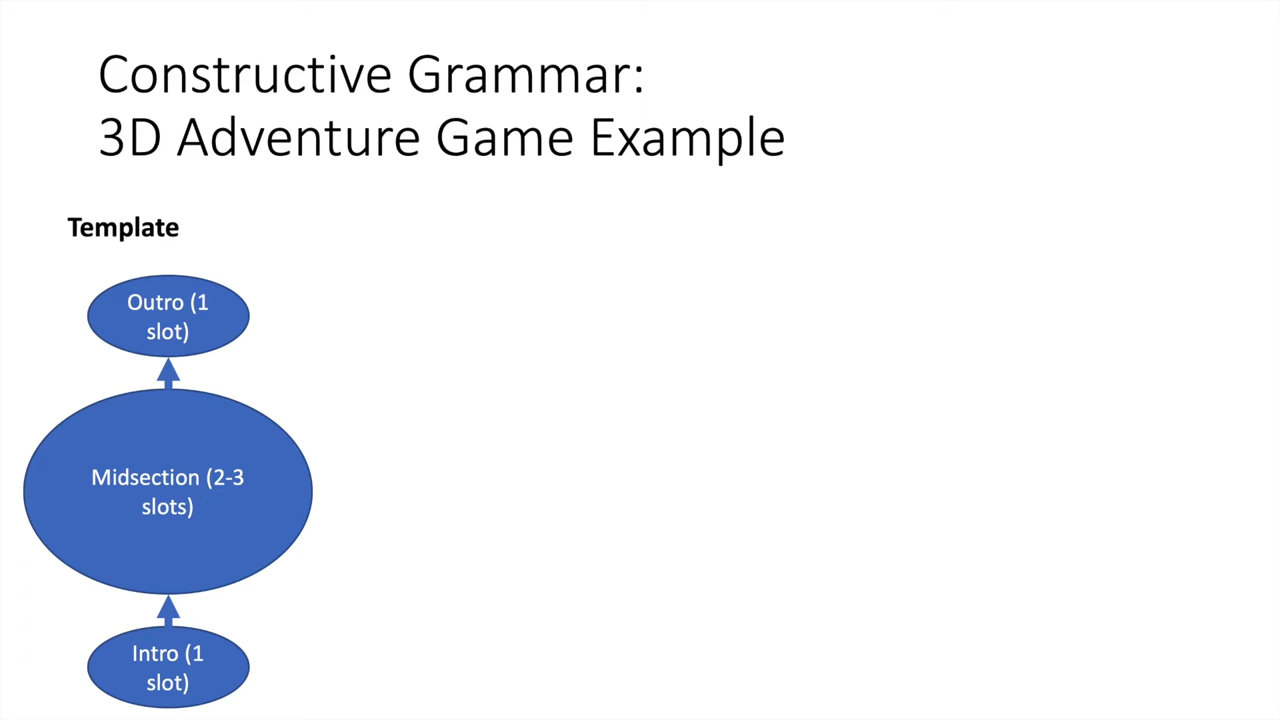 Constructive Grammar:
3D Adventure Game Example
Template
Outro (1
slot)
Midsection (2-3
slots)
Intro (1
slot)